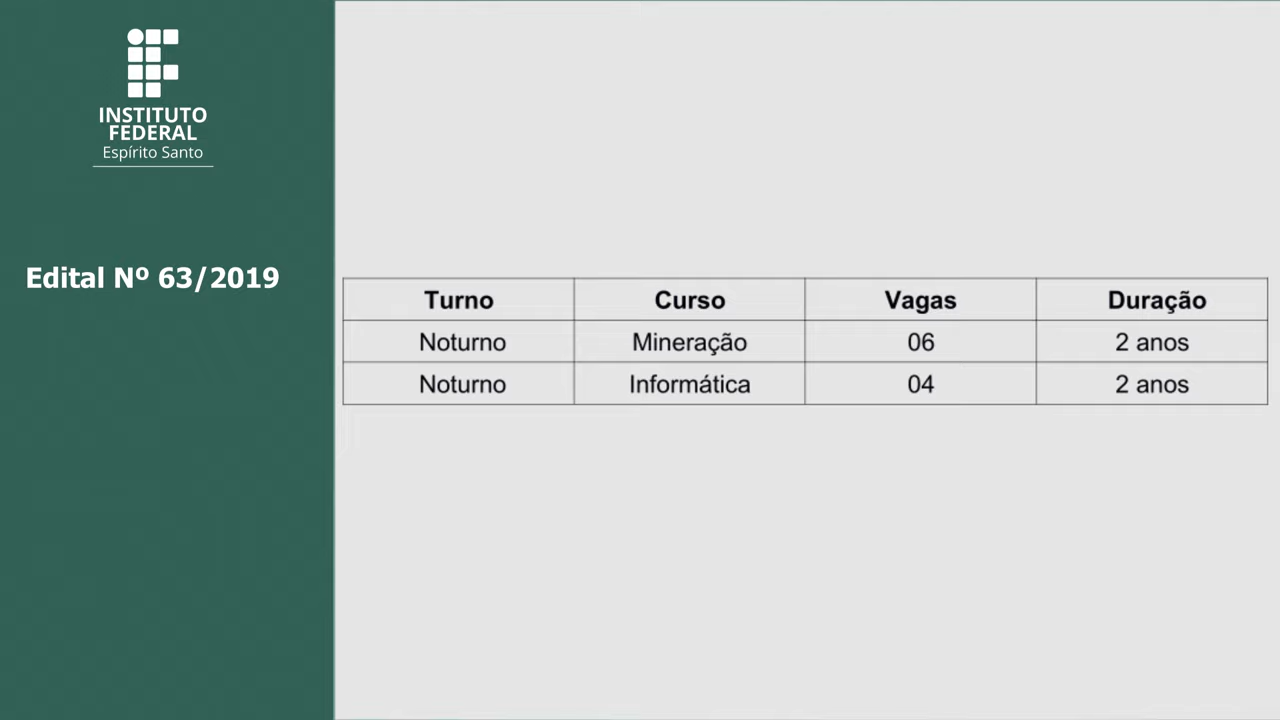 INSTITUTO
FEDERAL
Espírito Santo
Edital Nº 63/2019
Turno Curso Vagas Duração
Noturno Mineração 06 2 anos
Noturno Informática 04 2 anos